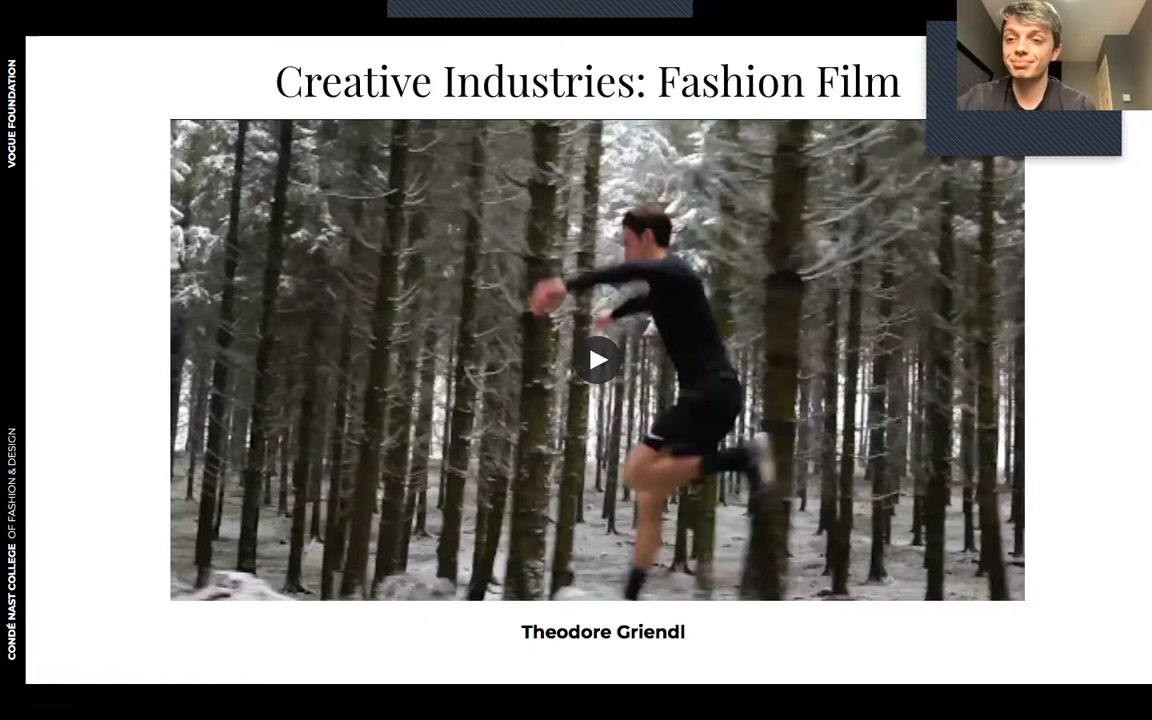 Creative Industries: Fashion Film
VOGUE FOUNDATION
CONDÉ NAST COLLEGE OF FASHION & DESIGN
Theodore Griendl